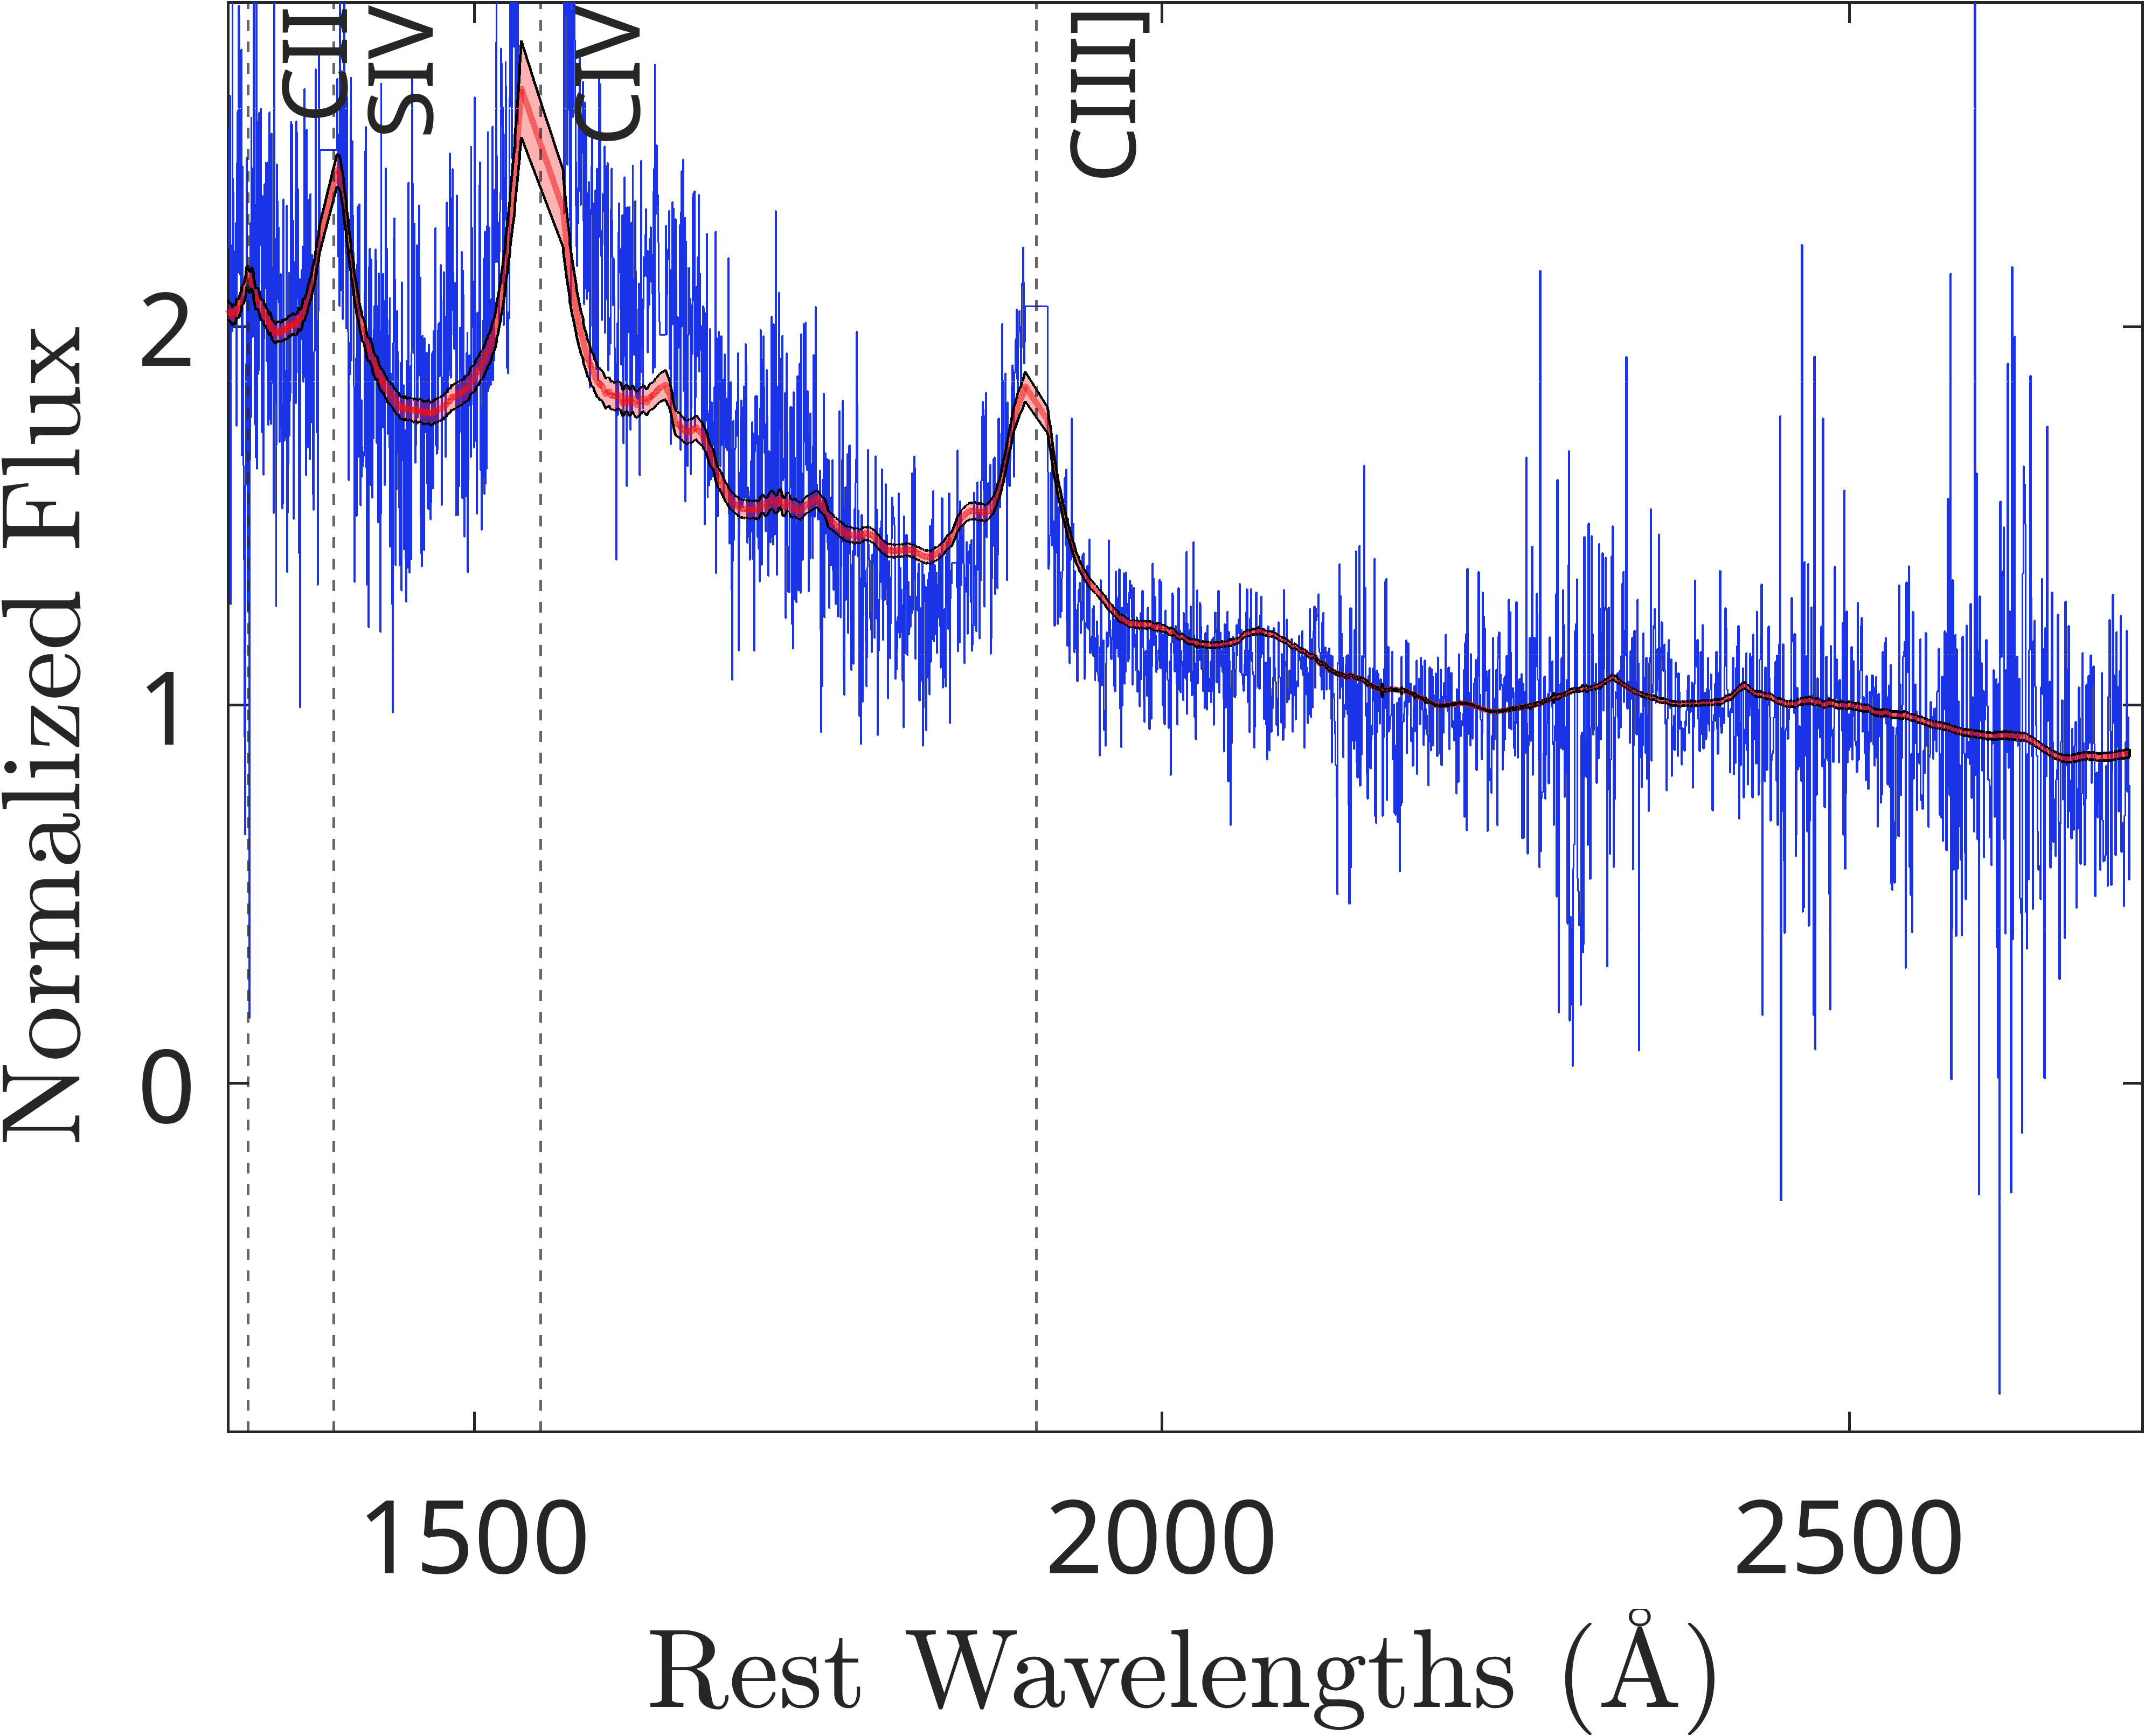 CII
SIV
CIV
CIII]
Normalized Flux
2
1
0
1500
2000
2500
Rest Wavelengths (Å)